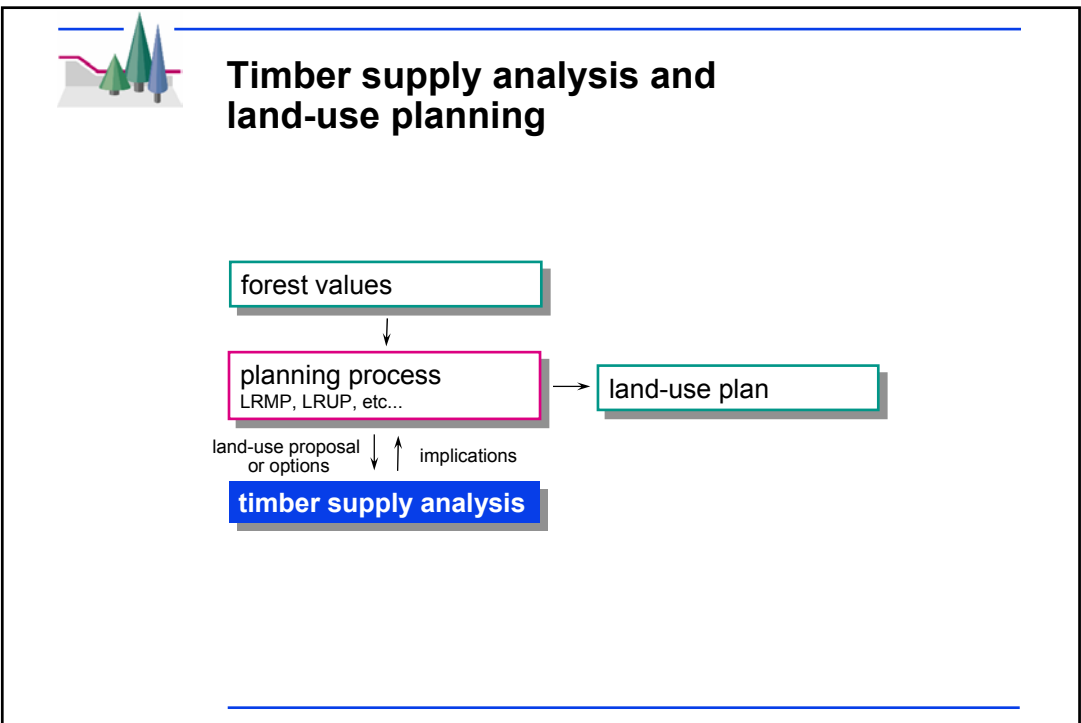 Timber supply analysis and
land-use planning
forest values
planning process
LRMP, LRUP, etc...
land-use plan
land-use proposal
or options
implications
timber supply analysis